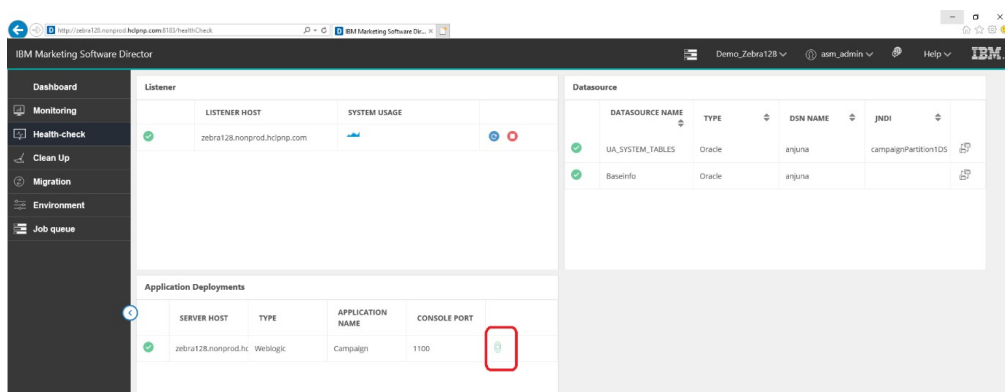 http://zebra128.nonprod.hclpnp.com:8183/healthCheck
IBM Marketing Software Dir...
IBM Marketing Software Director
Demo_Zebra128
asm_admin
Help
IBM.
Dashboard
Monitoring
Health-check
Clean Up
Migration
Environment
Job queue
Listener
LISTENER HOST SYSTEM USAGE
zebra128.nonprod.hclpnp.com
Datasource
DATASOURCE NAME TYPE DSN NAME JNDI
UA_SYSTEM_TABLES Oracle anjuna campaignPartition1DS
Baseinfo Oracle anjuna
Application Deployments
SERVER HOST TYPE APPLICATION NAME CONSOLE PORT
zebra128.nonprod.hc Weblogic Campaign 1100